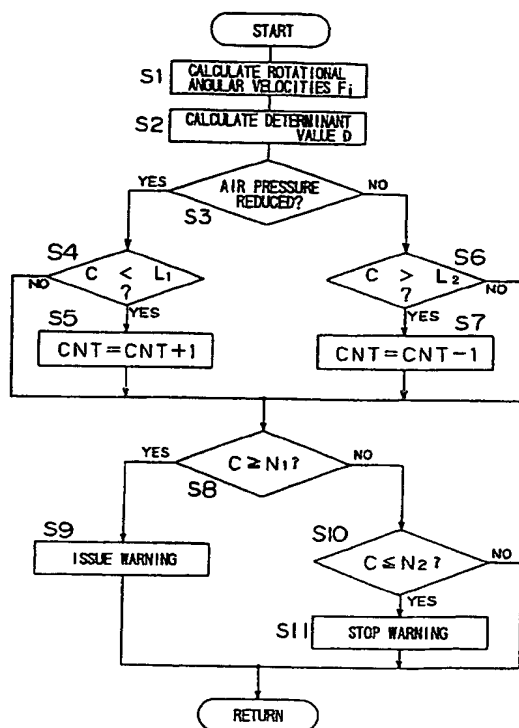 START
S1
CALCULATE ROTATIONAL
ANGULAR VELOCITIES Fi
S2
CALCULATE DETERMINANT
VALUE D
YES
AIR PRESSURE
REDUCED?
NO
S3
S4
C < L1
?
NO
YES
S6
C > L2
?
NO
YES
S5
CNT=CNT+1
S7
CNT=CNT-1
YES
C≧N1?
NO
S8
S9
ISSUE WARNING
S10
C≦N2?
NO
YES
S11
STOP WARNING
RETURN